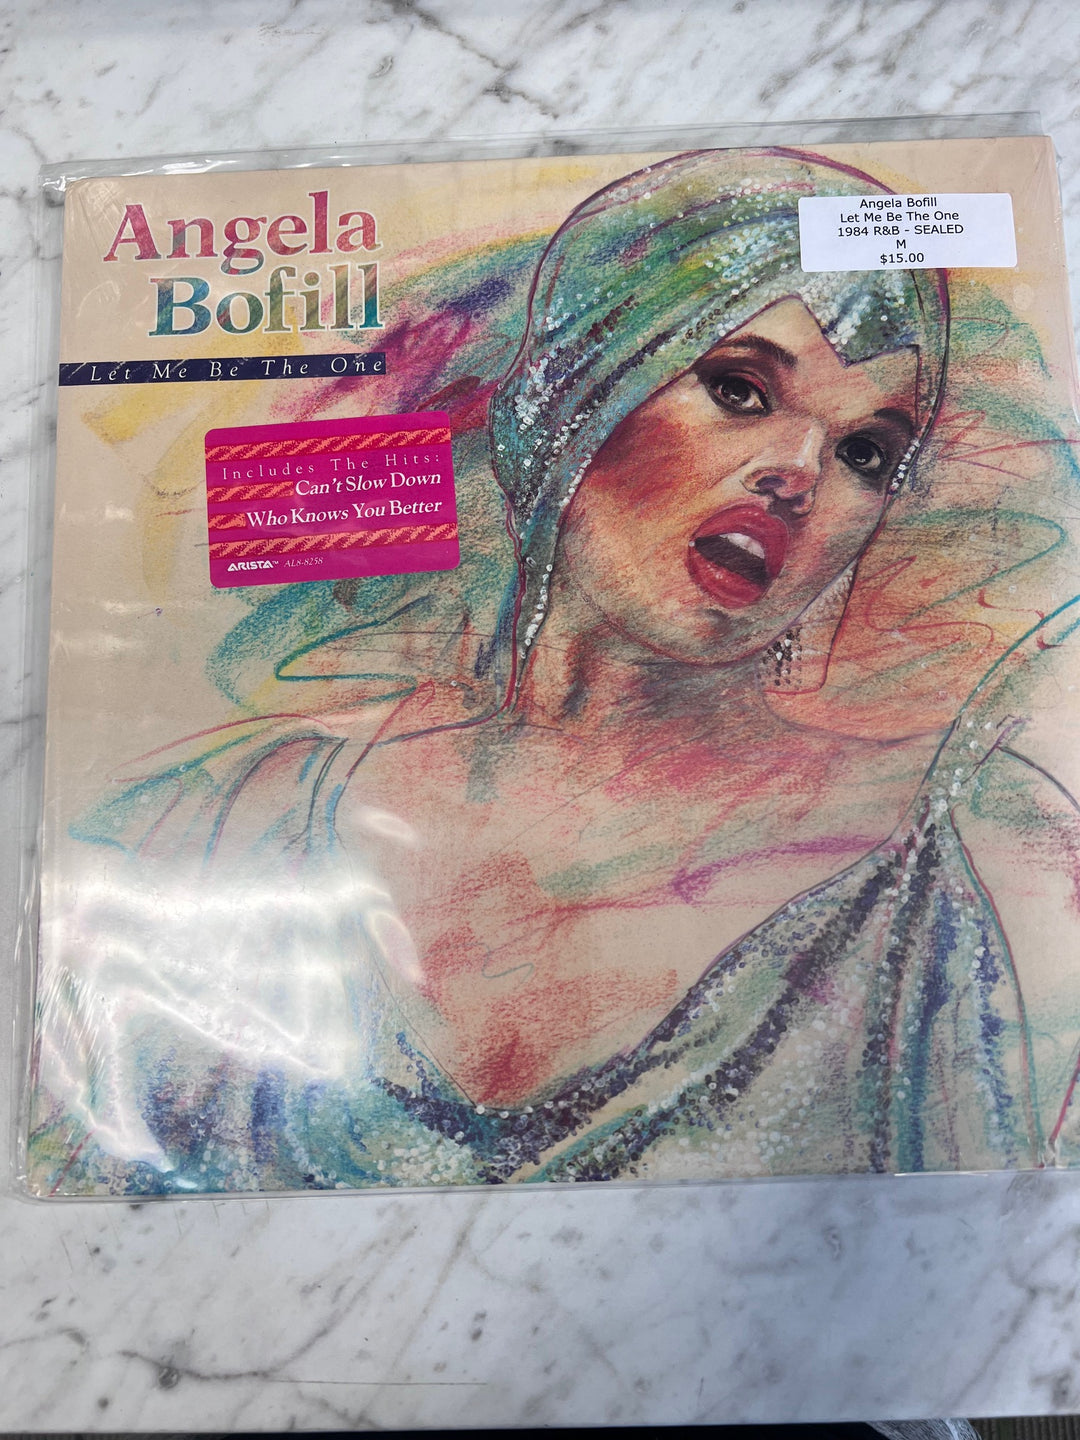 Angela
Bofill
Let Me Be The One
Angela Bofill
Let Me Be The One
1984 R&B - SEALED
M
$15.00
Includes The Hits:
Can't Slow Down
Who Knows You Better
ARISTA™ AL8-8258